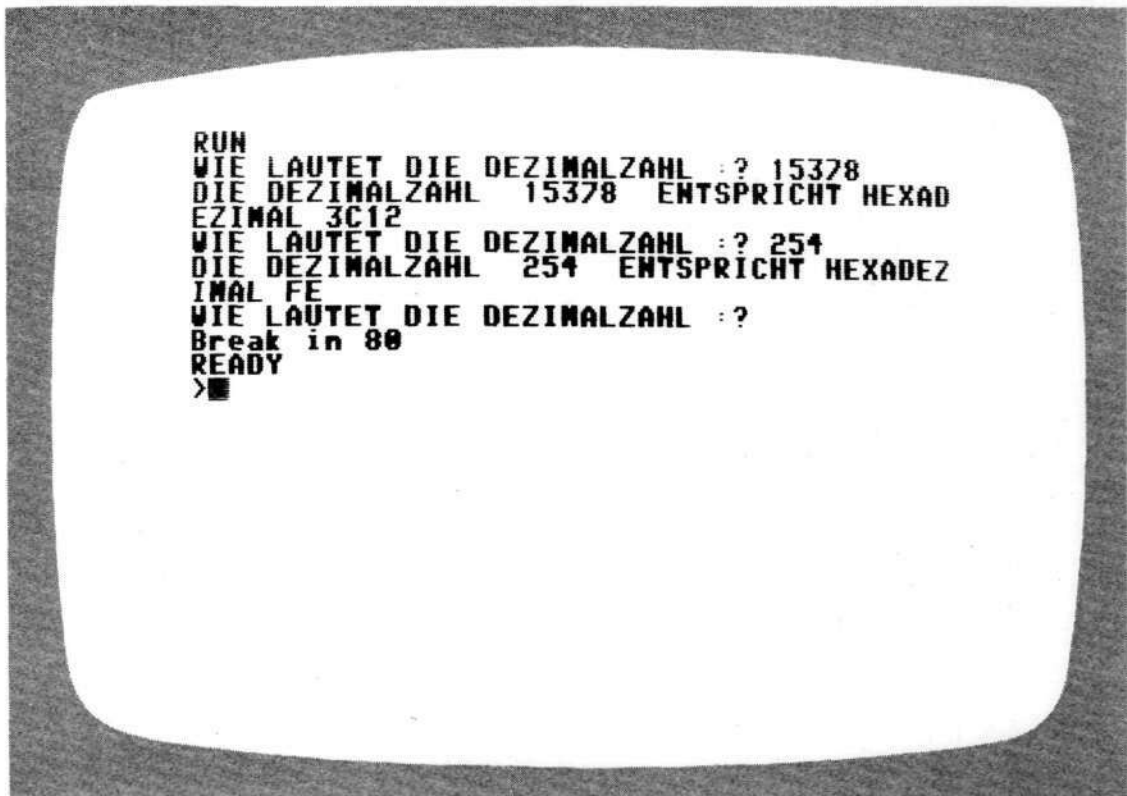 RUN
WIE LAUTET DIE DEZIMALZAHL :? 15378
DIE DEZIMALZAHL  15378  ENTSPRICHT HEXAD
EZIMAL 3C12
WIE LAUTET DIE DEZIMALZAHL :? 254
DIE DEZIMALZAHL  254  ENTSPRICHT HEXADEZ
IMAL FE
WIE LAUTET DIE DEZIMALZAHL :?
Break in 80
READY
>